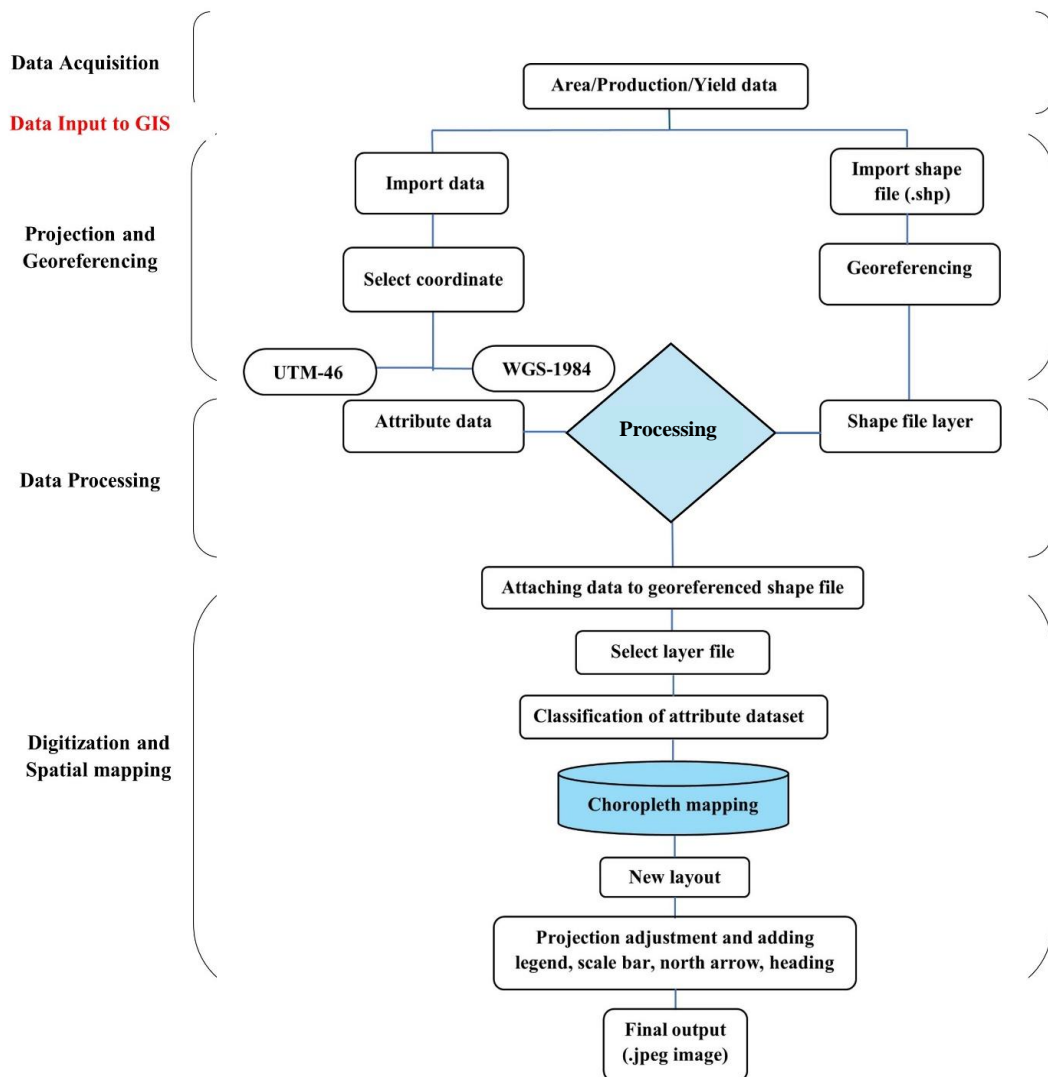 Data Acquisition
Area/Production/Yield data
Data Input to GIS
Import data
Import shape
file (.shp)
Projection and
Georeferencing
Select coordinate
Georeferencing
UTM-46
WGS-1984
Attribute data
Processing
Shape file layer
Data Processing
Attaching data to georeferenced shape file
Select layer file
Classification of attribute dataset
Digitization and
Spatial mapping
Choropleth mapping
New layout
Projection adjustment and adding
legend, scale bar, north arrow, heading
Final output
(.jpeg image)